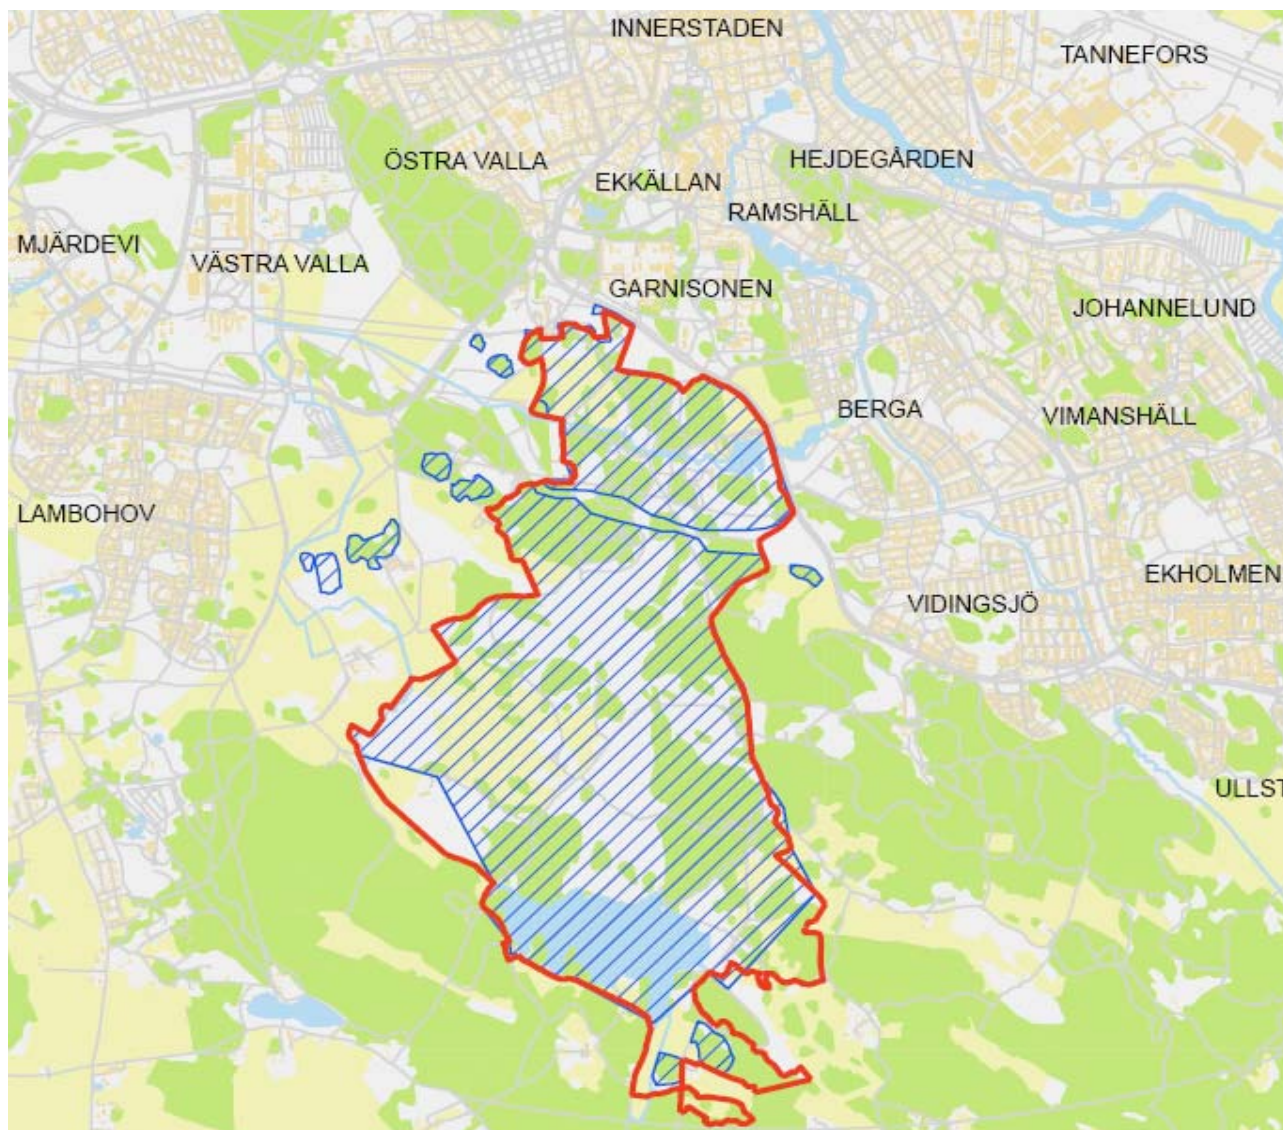 INNERSTADEN
TANNEFORS
ÖSTRA VALLA
HEJDEGÅRDEN
EKKÄLLAN
RAMSHÄLL
MJÄRDEVI
VÄSTRA VALLA
GARNISONEN
JOHANNELUND
BERGA
VIMANSHÄLL
LAMBOHOV
EKHOLMEN
VIDINGSJÖ
ULLST